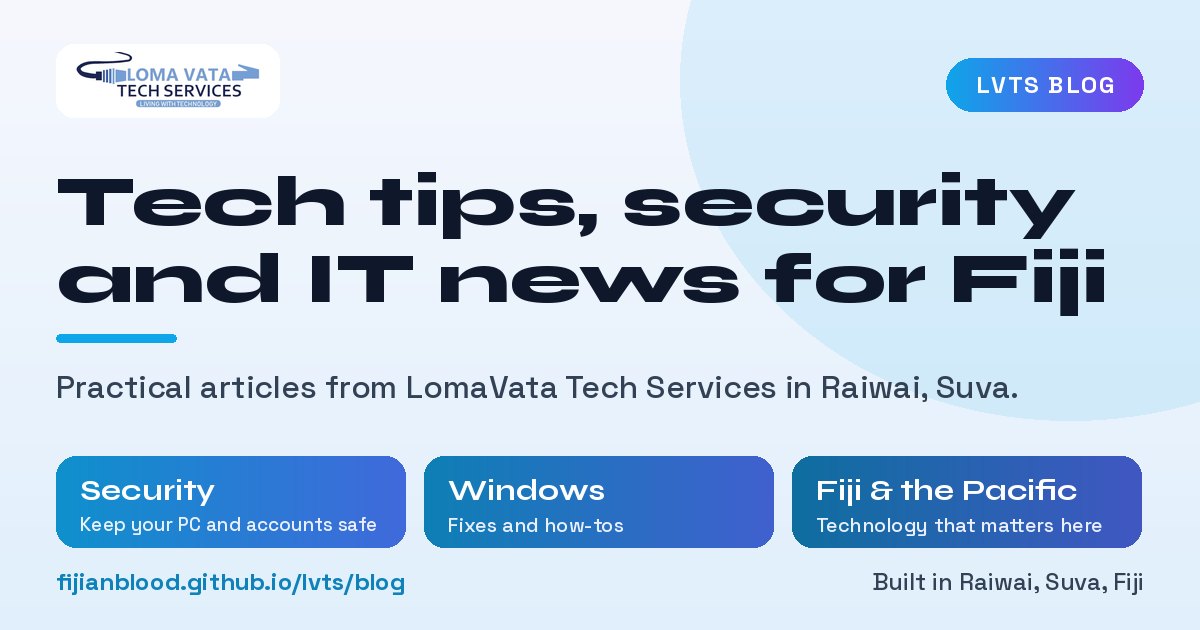 LOMA VATA
TECH SERVICES
LIVING WITH TECHNOLOGY
LVTS BLOG
Tech tips, security
and IT news for Fiji
Practical articles from LomaVata Tech Services in Raiwai, Suva.
Security
Keep your PC and accounts safe
Windows
Fixes and how-tos
Fiji & the Pacific
Technology that matters here
fijianblood.github.io/lvts/blog
Built in Raiwai, Suva, Fiji